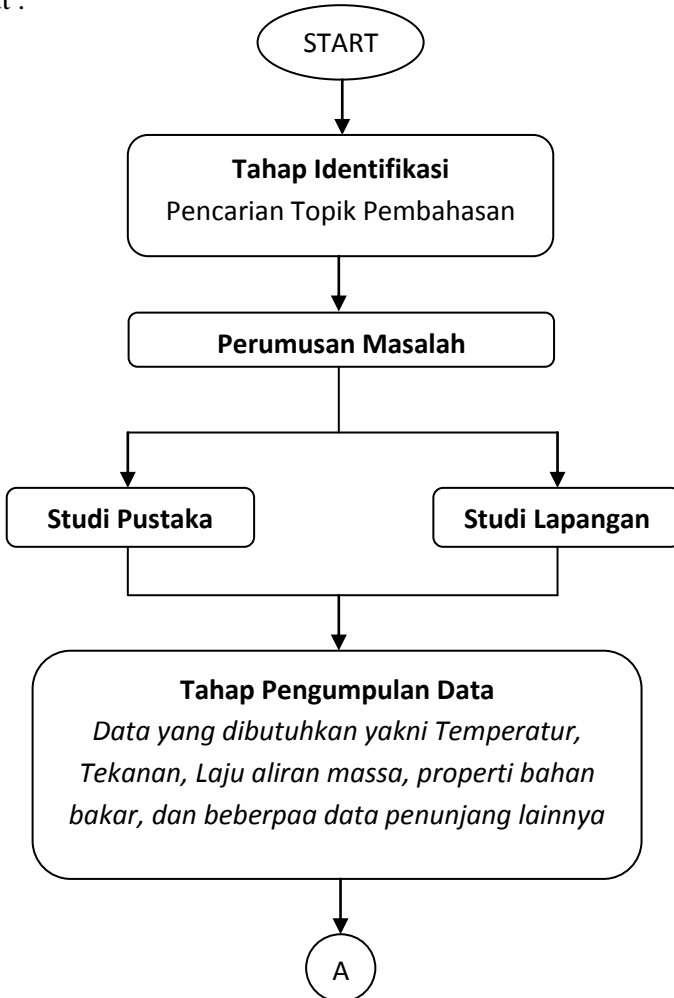 START
Tahap Identifikasi
Pencarian Topik Pembahasan
Perumusan Masalah
Studi Pustaka
Studi Lapangan
Tahap Pengumpulan Data
Data yang dibutuhkan yakni Temperatur,
Tekanan, Laju aliran massa, properti bahan
bakar, dan beberpaa data penunjang lainnya
A